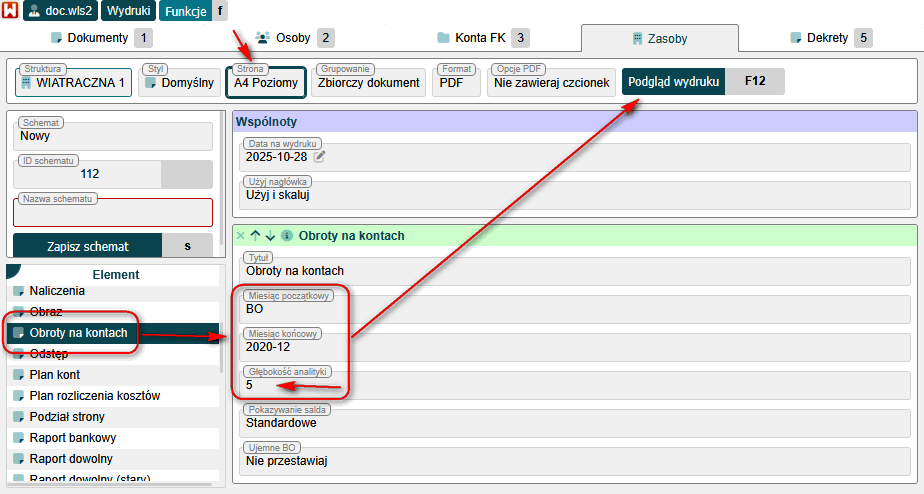 doc.wls2 Wydruki Funkcje f
Dokumenty 1 Osoby 2 Konta FK 3 Zasoby Dekrety 5
Struktura Styl Strona Grupowanie Format Opcje PDF
WIATRACZNA 1 Domyślny A4 Poziomy Zbiorczy dokument PDF Nie zawieraj czcionek Podgląd wydruku F12
Schemat
Nowy
ID schematu
112
Nazwa schematu
Zapisz schemat s
Element
Naliczenia
Obraz
Obroty na kontach
Odstęp
Plan kont
Plan rozliczenia kosztów
Podział strony
Raport bankowy
Raport dowolny
Raport dowolny (stary)
Wspólnoty
Data na wydruku
2025-10-28
Użyj nagłówka
Użyj i skaluj
Obroty na kontach
Tytuł
Obroty na kontach
Miesiąc początkowy
BO
Miesiąc końcowy
2020-12
Głębokość analityki
5
Pokazywanie salda
Standardowe
Ujemne BO
Nie przestawiaj